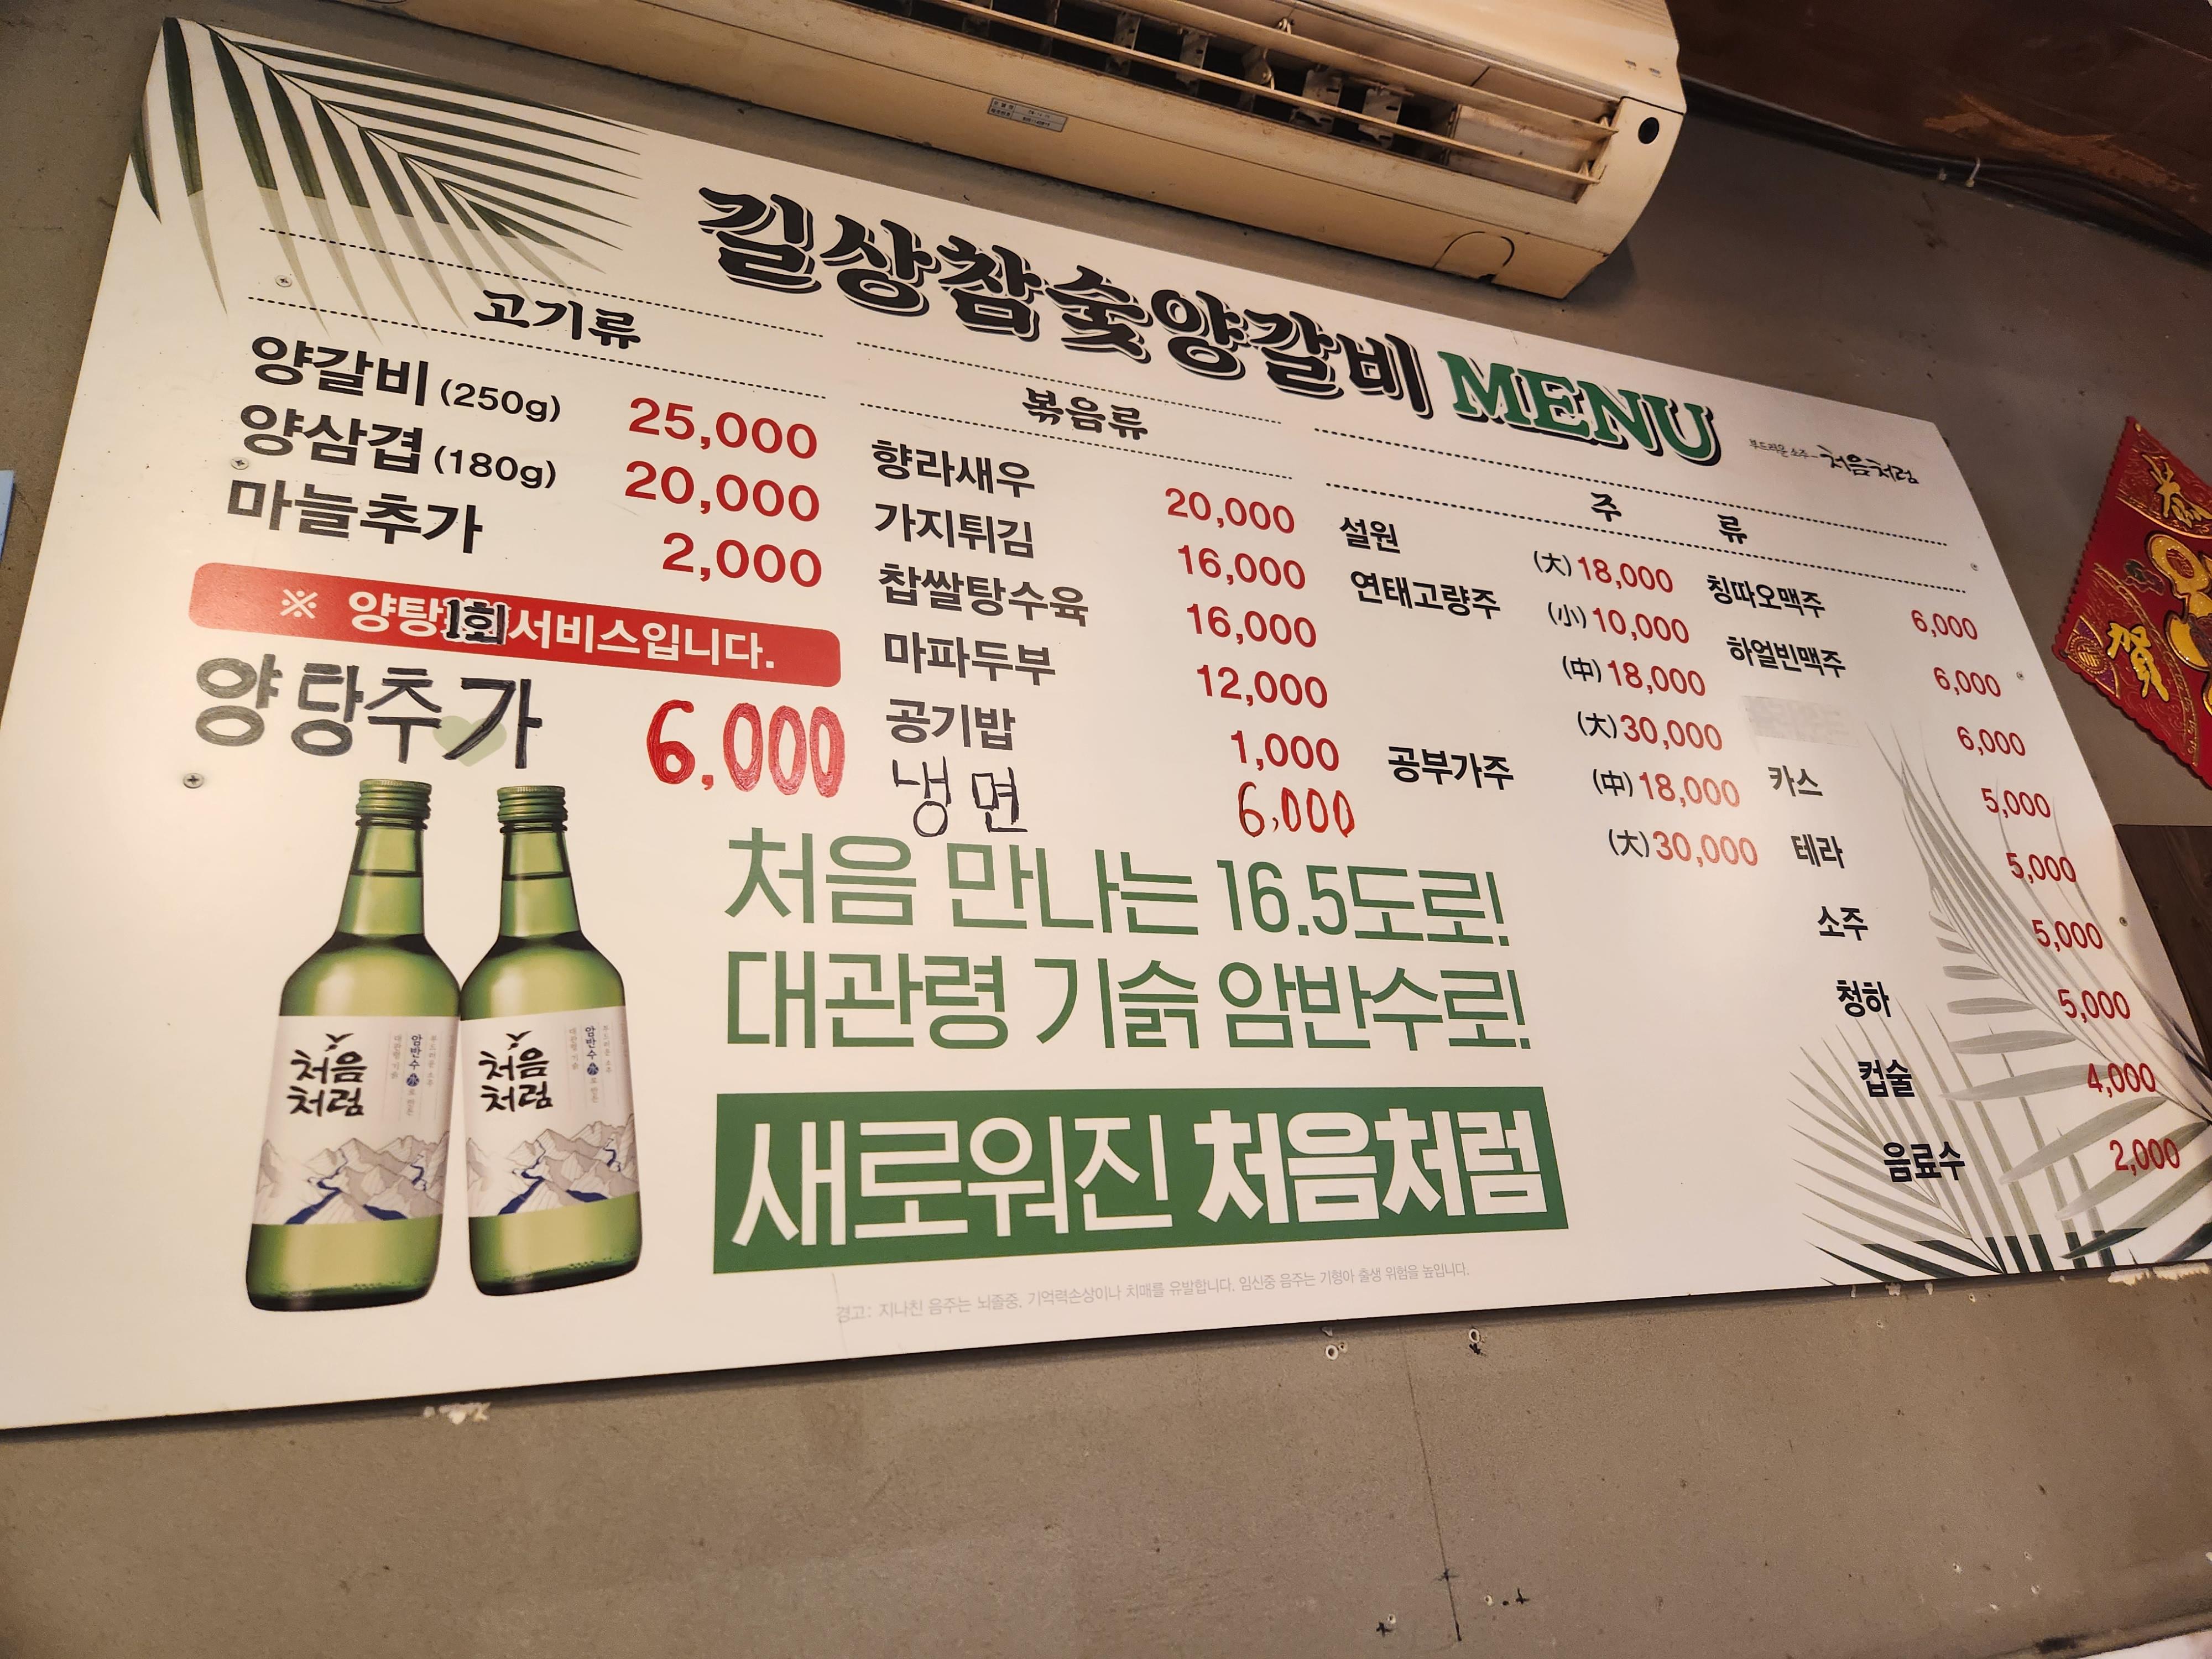 길상참숯양갈비 MENU
부드러운 소주 처음처럼
고기류
양갈비 (250g) 25,000
양삼겹 (180g) 20,000
마늘추가 2,000
※ 양탕 1회 서비스입니다.
양탕추가 6,000
볶음류
향라새우 20,000
가지튀김 16,000
찹쌀탕수육 16,000
마파두부 12,000
공기밥 1,000
냉면 6,000
주 류
설원 (大) 18,000
연태고량주 (小) 10,000
(中) 18,000
(大) 30,000
공부가주 (中) 18,000
(大) 30,000
칭따오맥주 6,000
하얼빈맥주 6,000
6,000
카스 5,000
테라 5,000
소주 5,000
청하 5,000
컵술 4,000
음료수 2,000
처음 만나는 16.5도로!
대관령 기슭 암반수로!
새로워진 처음처럼
경고: 지나친 음주는 뇌졸중, 기억력손상이나 치매를 유발합니다. 임신중 음주는 기형아 출생 위험을 높입니다.
처음
처럼
처음
처럼
恭
賀